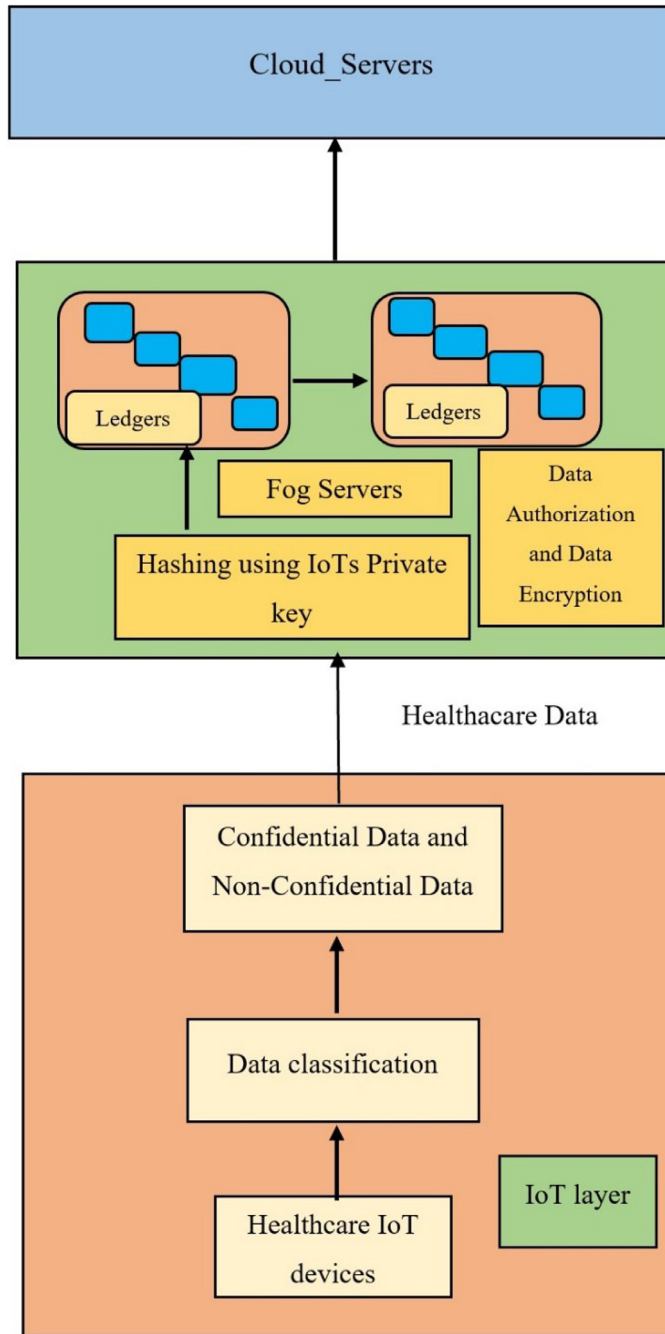 Cloud_Servers
Ledgers
Ledgers
Fog Servers
Data
Authorization
and Data
Encryption
Hashing using IoTs Private
key
Healthacare Data
Confidential Data and
Non-Confidential Data
Data classification
IoT layer
Healthcare IoT
devices